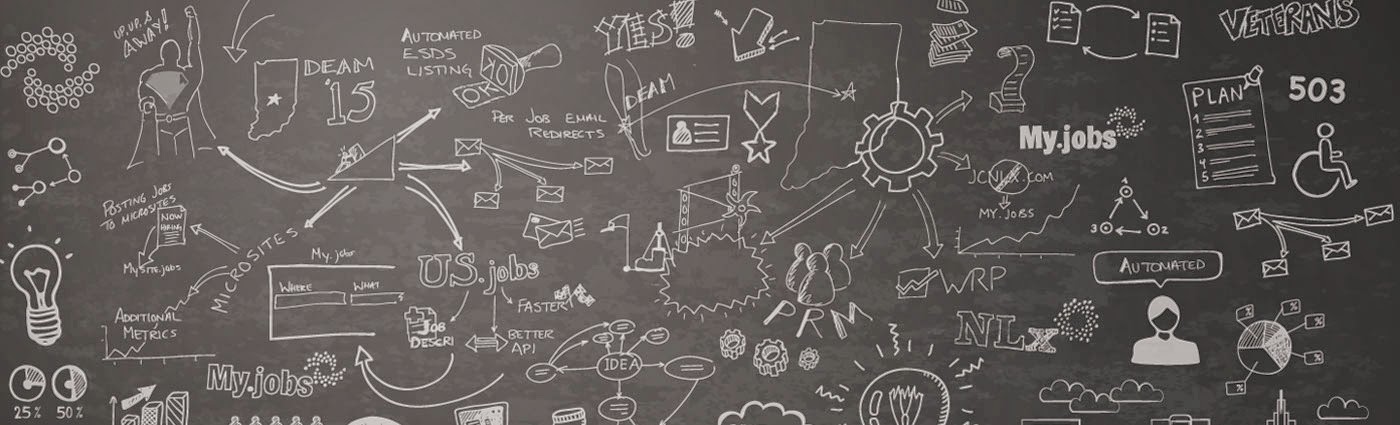 UP, UP, &
AWAY!
DEAM
'15
AUTOMATED
ESDS
LISTING
PER JOB EMAIL
REDIRECTS
YES!
DEAM
VETERANS
PLAN
1
2
3
4
5
503
My.jobs
JCNLX.COM
MY.JOBS
1
3
2
POSTING JOBS
TO MICROSITES
NOW
HIRING
MySITE.jobs
MICROSITES
My.jobs
WHERE
WHAT
US.jobs
FASTER
JOB
DESCRI
BETTER
API
ADDITIONAL
METRICS
PRM
WRP
AUTOMATED
NLx
IDEA
My.jobs
25%
50%
%
%
%
%
%